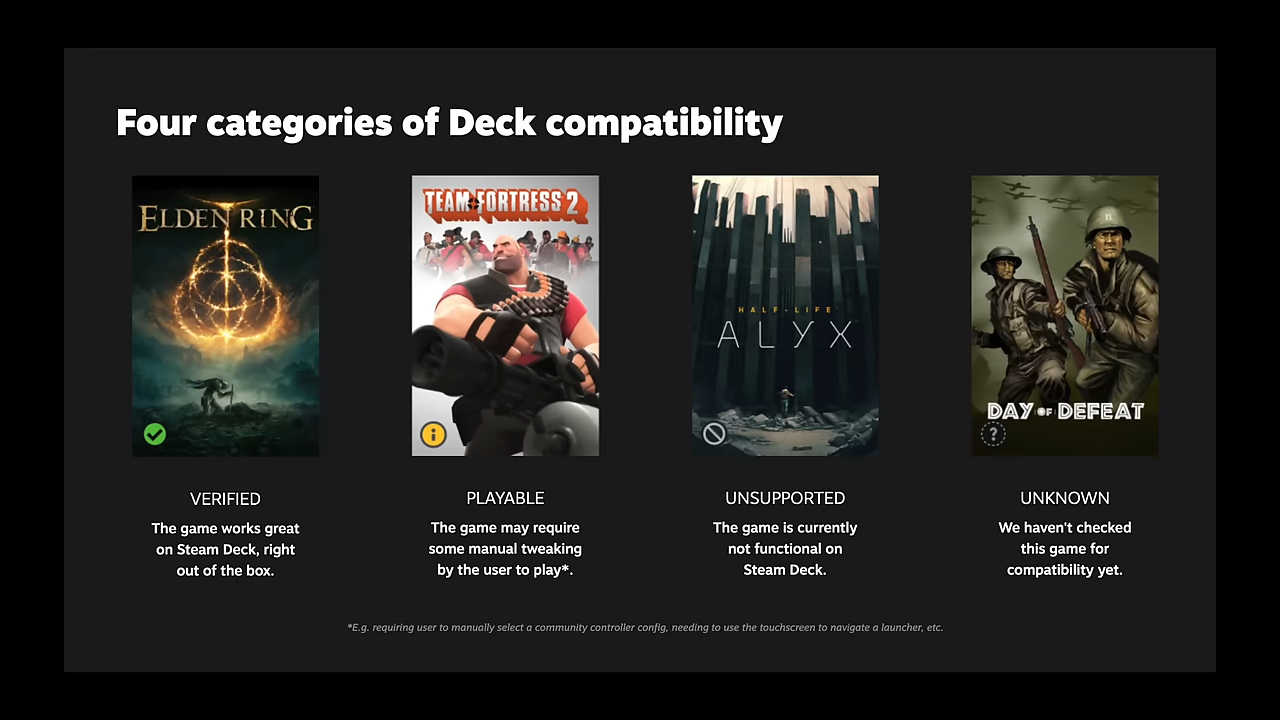 Four categories of Deck compatibility
ELDEN RING
TEAM FORTRESS 2
HALF-LIFE
ALYX
DAY OF DEFEAT
VERIFIED
The game works great
on Steam Deck, right
out of the box.
PLAYABLE
The game may require
some manual tweaking
by the user to play*.
UNSUPPORTED
The game is currently
not functional on
Steam Deck.
UNKNOWN
We haven't checked
this game for
compatibility yet.
*E.g. requiring user to manually select a community controller config, needing to use the touchscreen to navigate a launcher, etc.